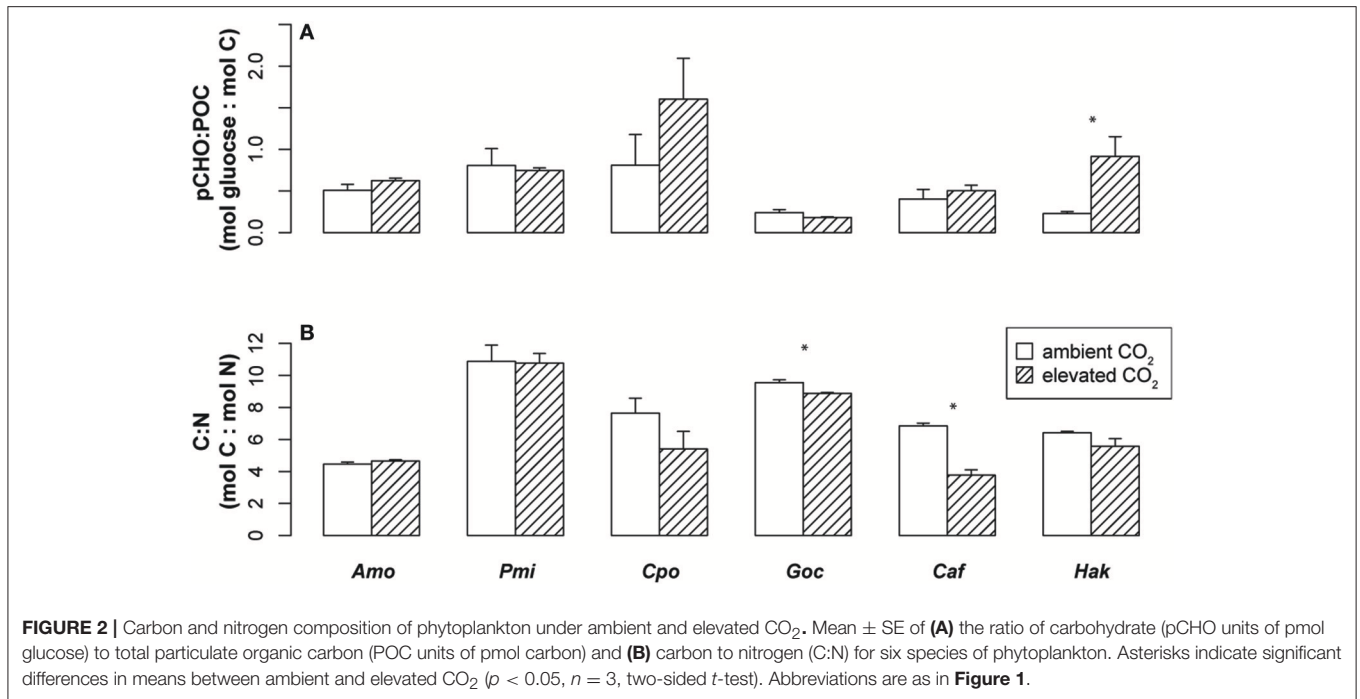 A
pCHO:POC
(mol gluocse : mol C)
2.0
1.0
0.0
*
B
C:N
(mol C : mol N)
12
10
8
6
4
2
0
*
*
ambient CO₂
elevated CO₂
Amo Pmi Cpo Goc Caf Hak
FIGURE 2 | Carbon and nitrogen composition of phytoplankton under ambient and elevated CO₂. Mean ± SE of (A) the ratio of carbohydrate (pCHO units of pmol
glucose) to total particulate organic carbon (POC units of pmol carbon) and (B) carbon to nitrogen (C:N) for six species of phytoplankton. Asterisks indicate significant
differences in means between ambient and elevated CO₂ (p < 0.05, n = 3, two-sided t-test). Abbreviations are as in Figure 1.